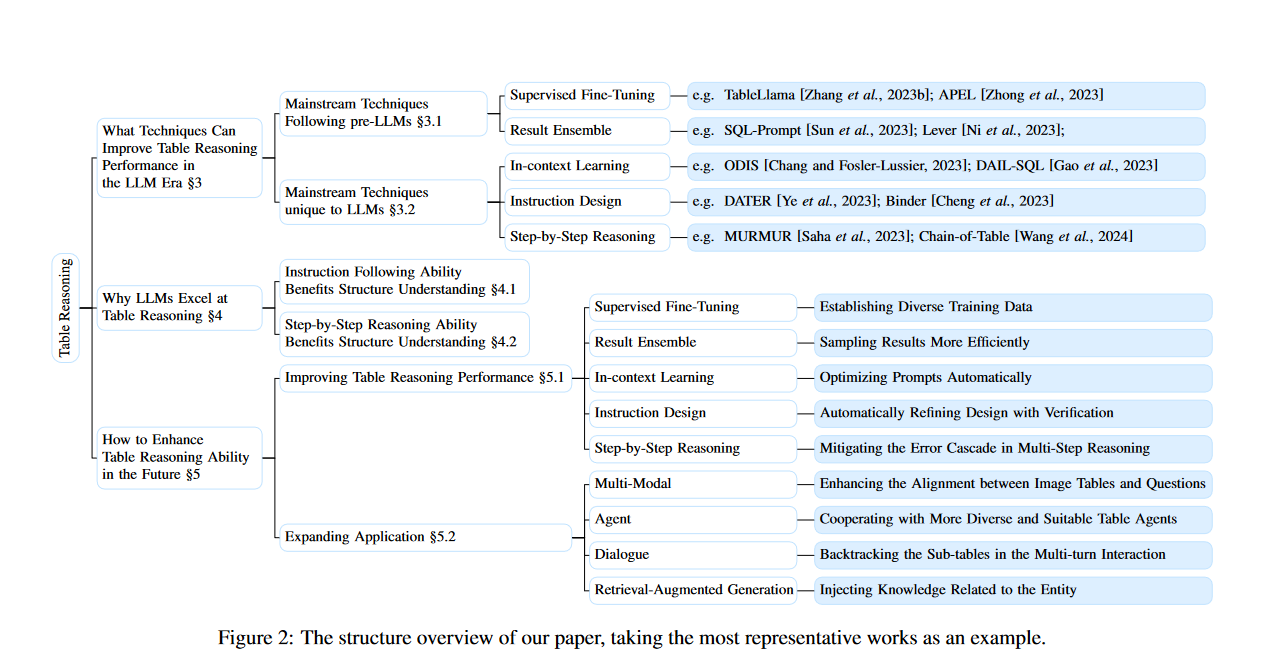 Table Reasoning
What Techniques Can
Improve Table Reasoning
Performance in
the LLM Era §3
Mainstream Techniques
Following pre-LLMs §3.1
Supervised Fine-Tuning
e.g. TableLlama [Zhang et al., 2023b]; APEL [Zhong et al., 2023]
Result Ensemble
e.g. SQL-Prompt [Sun et al., 2023]; Lever [Ni et al., 2023];
Mainstream Techniques
unique to LLMs §3.2
In-context Learning
e.g. ODIS [Chang and Fosler-Lussier, 2023]; DAIL-SQL [Gao et al., 2023]
Instruction Design
e.g. DATER [Ye et al., 2023]; Binder [Cheng et al., 2023]
Step-by-Step Reasoning
e.g. MURMUR [Saha et al., 2023]; Chain-of-Table [Wang et al., 2024]
Why LLMs Excel at
Table Reasoning §4
Instruction Following Ability
Benefits Structure Understanding §4.1
Step-by-Step Reasoning Ability
Benefits Structure Understanding §4.2
How to Enhance
Table Reasoning Ability
in the Future §5
Improving Table Reasoning Performance §5.1
Supervised Fine-Tuning
Establishing Diverse Training Data
Result Ensemble
Sampling Results More Efficiently
In-context Learning
Optimizing Prompts Automatically
Instruction Design
Automatically Refining Design with Verification
Step-by-Step Reasoning
Mitigating the Error Cascade in Multi-Step Reasoning
Expanding Application §5.2
Multi-Modal
Enhancing the Alignment between Image Tables and Questions
Agent
Cooperating with More Diverse and Suitable Table Agents
Dialogue
Backtracking the Sub-tables in the Multi-turn Interaction
Retrieval-Augmented Generation
Injecting Knowledge Related to the Entity
Figure 2: The structure overview of our paper, taking the most representative works as an example.